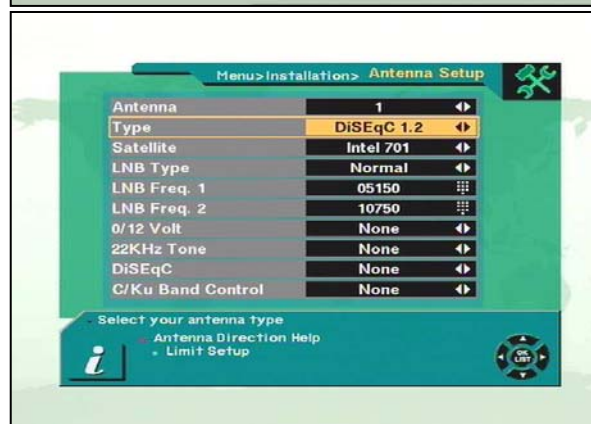 Menu>Installation> Antenna Setup
Antenna 1
Type DiSEqC 1.2
Satellite Intel 701
LNB Type Normal
LNB Freq. 1 05150
LNB Freq. 2 10750
0/12 Volt None
22KHz Tone None
DiSEqC None
C/Ku Band Control None
Select your antenna type
Antenna Direction Help
Limit Setup
i
OK
LIST